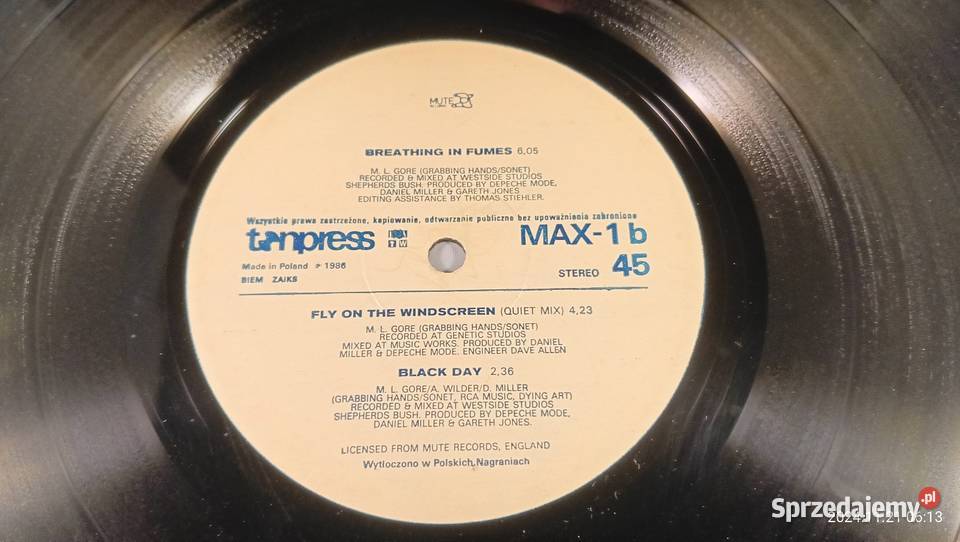 MUTE
BREATHING IN FUMES 6,05
M. L. GORE (GRABBING HANDS/SONET)
RECORDED & MIXED AT WESTSIDE STUDIOS
SHEPHERDS BUSH. PRODUCED BY DEPECHE MODE,
DANIEL MILLER & GARETH JONES
EDITING ASSISTANCE BY THOMAS STIEHLER.
Wszystkie prawa zastrzeżone, kopiowanie, odtwarzanie publiczne bez upoważnienia zabronione
tonpress MAX-1 b
Made in Poland ℗ 1986 STEREO 45
BIEM ZAIKS
FLY ON THE WINDSCREEN (QUIET MIX) 4,23
M. L. GORE (GRABBING HANDS/SONET)
RECORDED AT GENETIC STUDIOS
MIXED AT MUSIC WORKS. PRODUCED BY DANIEL
MILLER & DEPECHE MODE. ENGINEER DAVE ALLEN
BLACK DAY 2,36
M. L. GORE/A. WILDER/D. MILLER
(GRABBING HANDS/SONET, RCA MUSIC, DYING ART)
RECORDED & MIXED AT WESTSIDE STUDIOS
SHEPHERDS BUSH. PRODUCED BY DEPECHE MODE,
DANIEL MILLER & GARETH JONES.
LICENSED FROM MUTE RECORDS, ENGLAND
Wytłoczono w Polskich Nagraniach
Sprzedajemy.pl